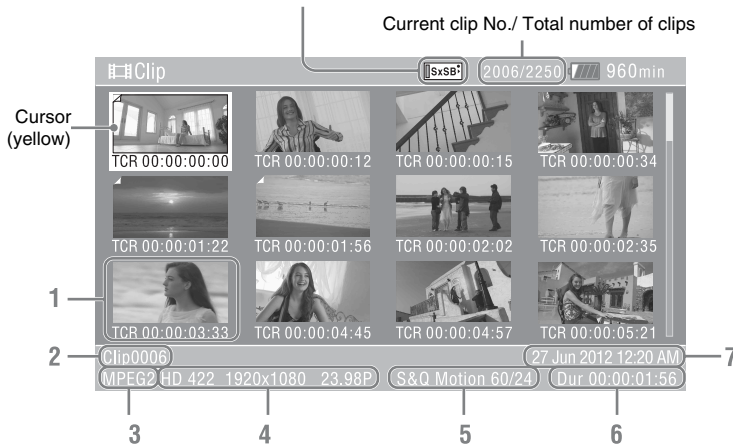 Current clip No./ Total number of clips
Clip SxSB 2006/2250 960min
Cursor
(yellow)
TCR 00:00:00:00 TCR 00:00:00:12 TCR 00:00:00:15 TCR 00:00:00:34
TCR 00:00:01:22 TCR 00:00:01:56 TCR 00:00:02:02 TCR 00:00:02:35
1
TCR 00:00:03:33 TCR 00:00:04:45 TCR 00:00:04:57 TCR 00:00:05:21
2 Clip0006 27 Jun 2012 12:20 AM 7
MPEG2 HD 422 1920x1080 23.98P S&Q Motion 60/24 Dur 00:00:01:56
3 4 5 6